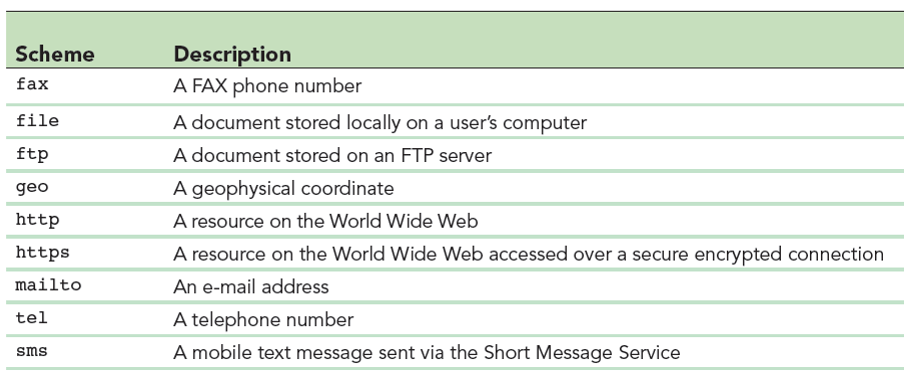 Scheme Description
fax A FAX phone number
file A document stored locally on a user’s computer
ftp A document stored on an FTP server
geo A geophysical coordinate
http A resource on the World Wide Web
https A resource on the World Wide Web accessed over a secure encrypted connection
mailto An e-mail address
tel A telephone number
sms A mobile text message sent via the Short Message Service